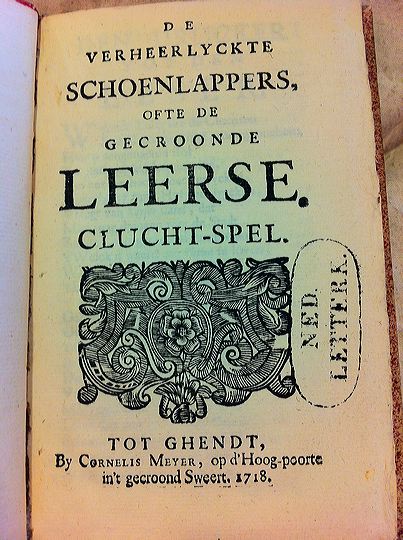 DE
VERHEERLYCKTE
SCHOENLAPPERS,
OFTE DE
GECROONDE
LEERSE.
CLUCHT-SPEL.
NED.
LETTERK.
TOT GHENDT,
By CORNELIS MEYER, op d'Hoog-poorte
in't gecroond Sweert. 1718.